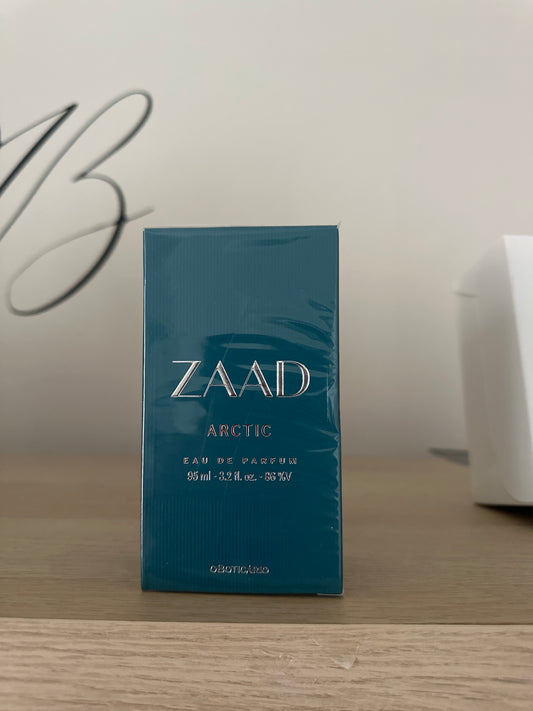 ZAAD
ARCTIC
EAU DE PARFUM
95 ml - 3.2 fl. oz. - 86 %V
oBOTICÁRIO